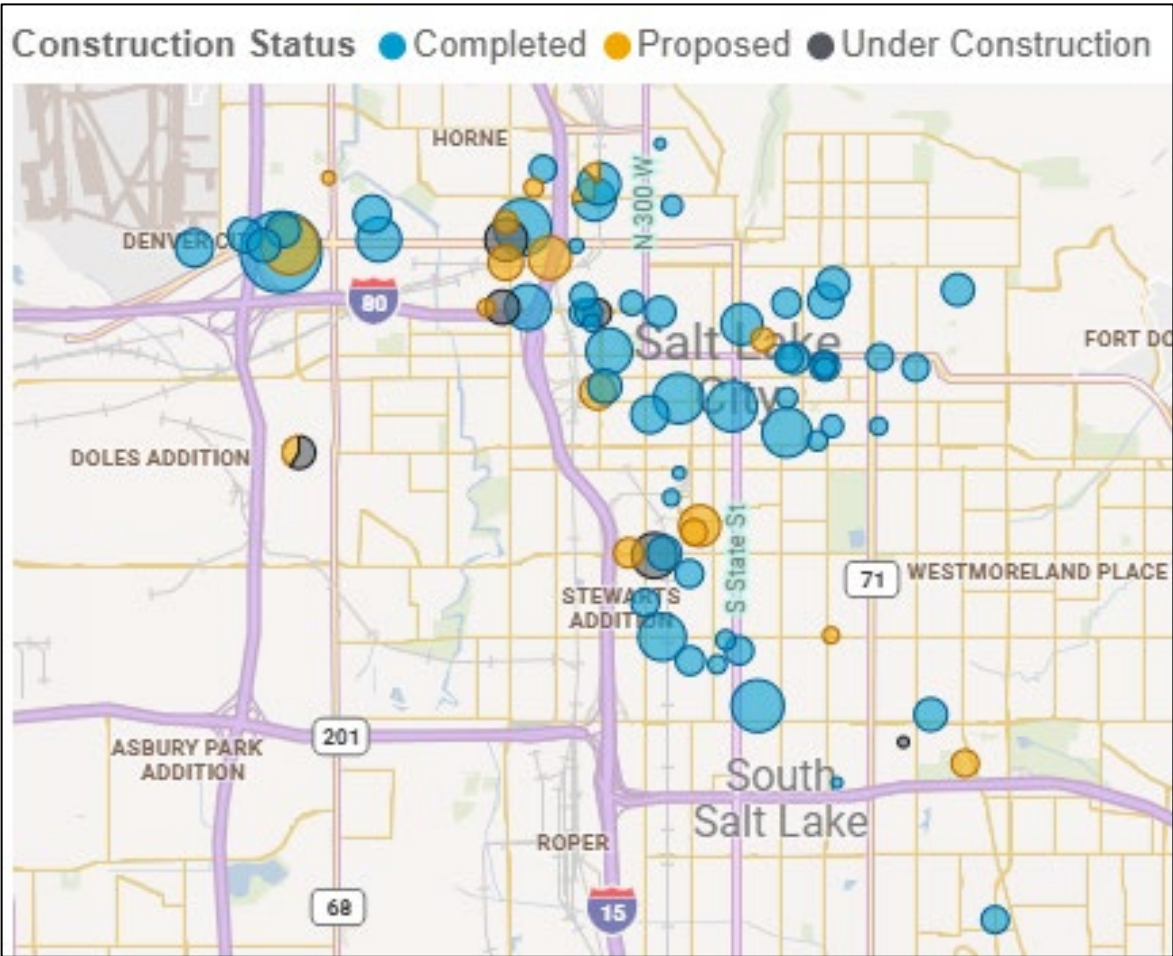 Construction Status Completed Proposed Under Construction
HORNE
N 300 W
DENVER C
80
Salt Lake
City
FORT DO
DOLES ADDITION
S State St
71
WESTMORELAND PLACE
STEWARTS
ADDITION
201
ASBURY PARK
ADDITION
South
Salt Lake
ROPER
68
15